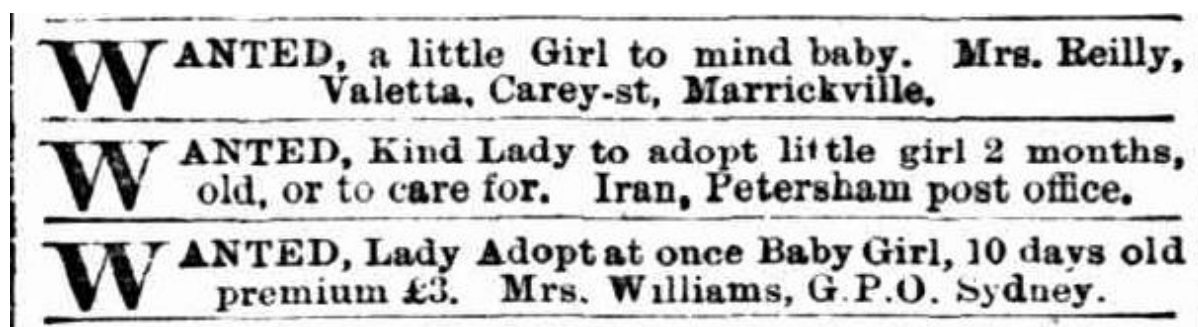 WANTED, a little Girl to mind baby. Mrs. Reilly,
Valetta, Carey-st, Marrickville.
WANTED, Kind Lady to adopt little girl 2 months,
old, or to care for. Iran, Petersham post office.
WANTED, Lady Adopt at once Baby Girl, 10 days old
premium £3. Mrs. Williams, G.P.O. Sydney.